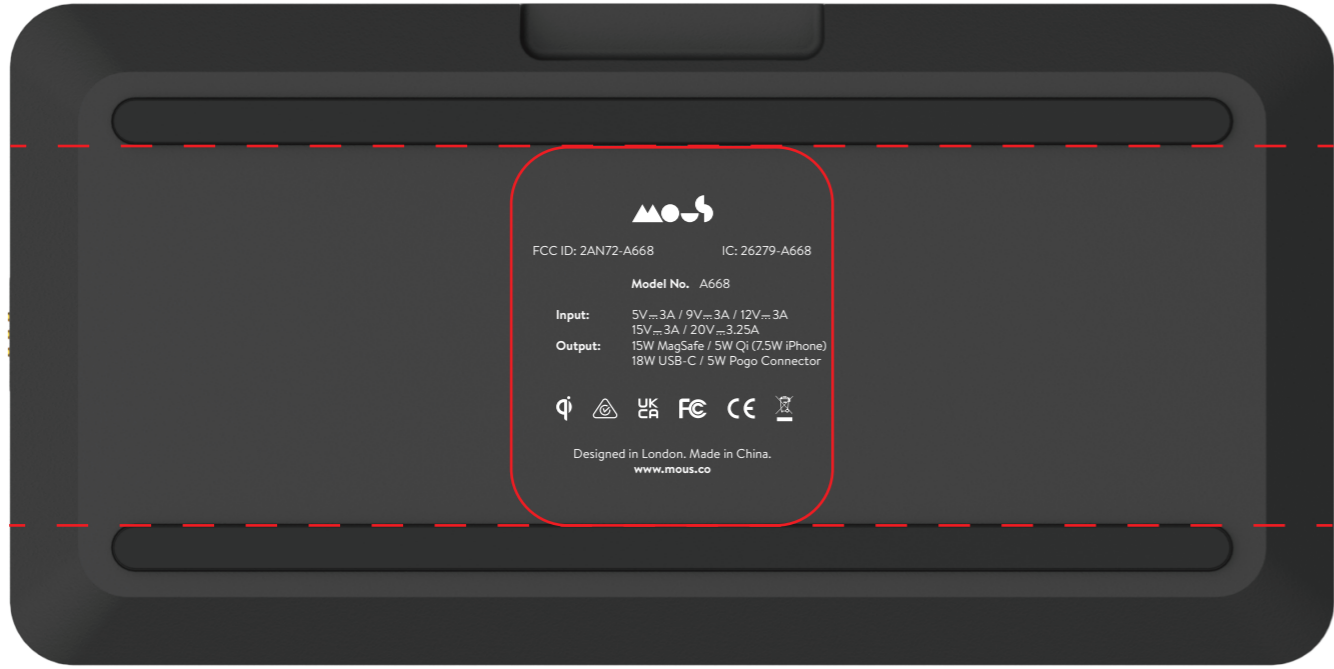 mous
FCC ID: 2AN72-A668 IC: 26279-A668
Model No. A668
Input: 5V⎓3A / 9V⎓3A / 12V⎓3A
15V⎓3A / 20V⎓3.25A
Output: 15W MagSafe / 5W Qi (7.5W iPhone)
18W USB-C / 5W Pogo Connector
qi UK CA FC CE
Designed in London. Made in China.
www.mous.co